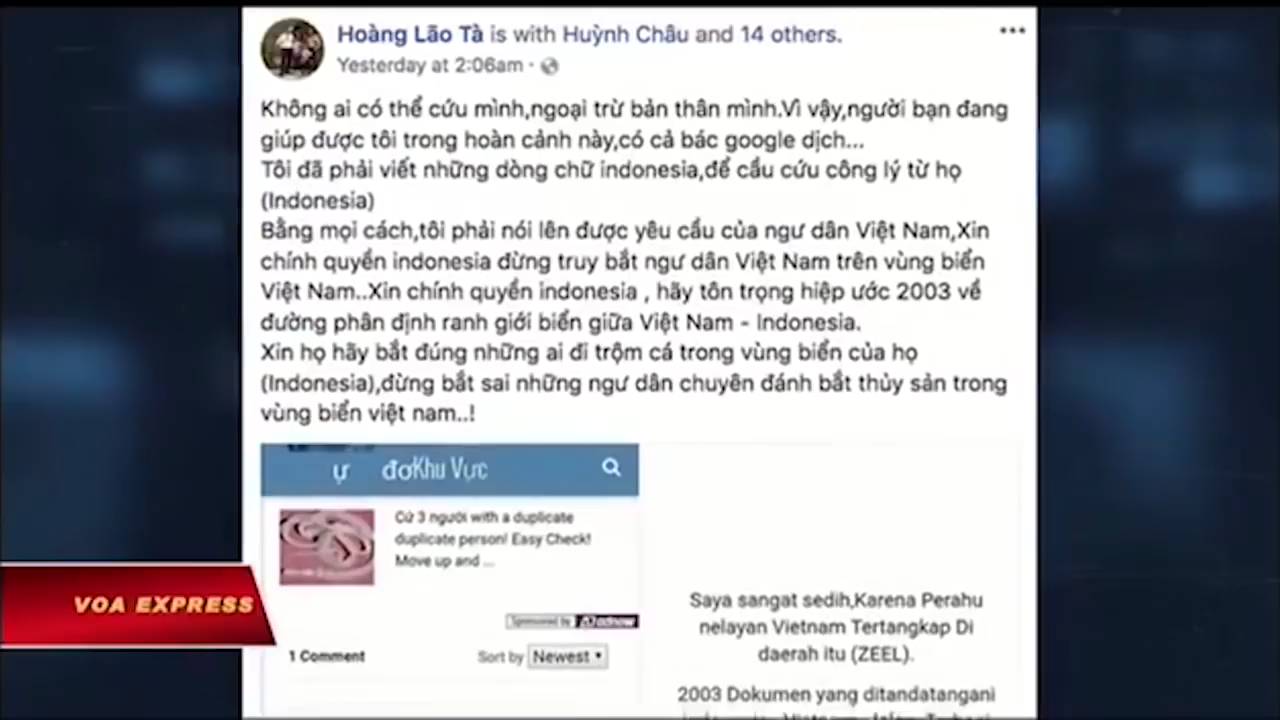 Hoàng Lão Tà is with Huỳnh Châu and 14 others.
Yesterday at 2:06am ·
Không ai có thể cứu mình,ngoại trừ bản thân mình.Vì vậy,người bạn đang
giúp được tôi trong hoàn cảnh này,có cả bác google dịch...
Tôi đã phải viết những dòng chữ indonesia,để cầu cứu công lý từ họ
(Indonesia)
Bằng mọi cách,tôi phải nói lên được yêu cầu của ngư dân Việt Nam,Xin
chính quyền indonesia đừng truy bắt ngư dân Việt Nam trên vùng biển
Việt Nam..Xin chính quyền indonesia , hãy tôn trọng hiệp ước 2003 về
đường phân định ranh giới biển giữa Việt Nam - Indonesia.
Xin họ hãy bắt đúng những ai đi trộm cá trong vùng biển của họ
(Indonesia),đừng bắt sai những ngư dân chuyên đánh bắt thủy sản trong
vùng biển việt nam..!
ự đơKhu Vực
Cứ 3 người with a duplicate
duplicate person! Easy Check!
Move up and ...
Sponsored by adnow
1 Comment
Sort by Newest
Saya sangat sedih,Karena Perahu
nelayan Vietnam Tertangkap Di
daerah itu (ZEEL).
2003 Dokumen yang ditandatangani
VOA EXPRESS